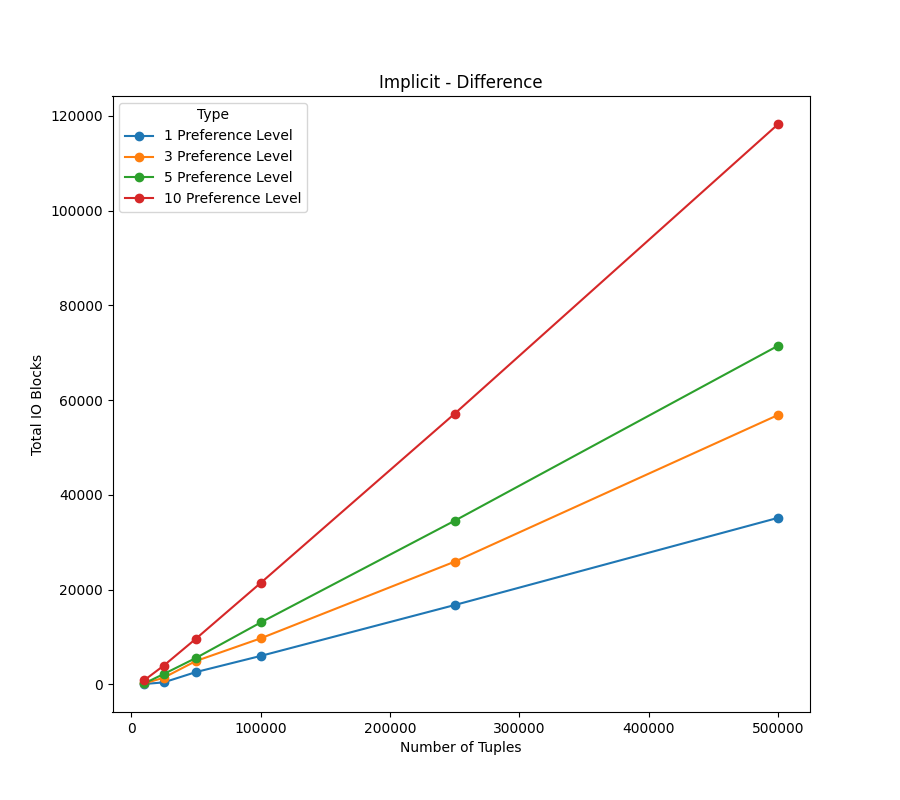 Implicit - Difference
Type
1 Preference Level
3 Preference Level
5 Preference Level
10 Preference Level
120000
100000
80000
60000
40000
20000
0
Total IO Blocks
0 100000 200000 300000 400000 500000
Number of Tuples